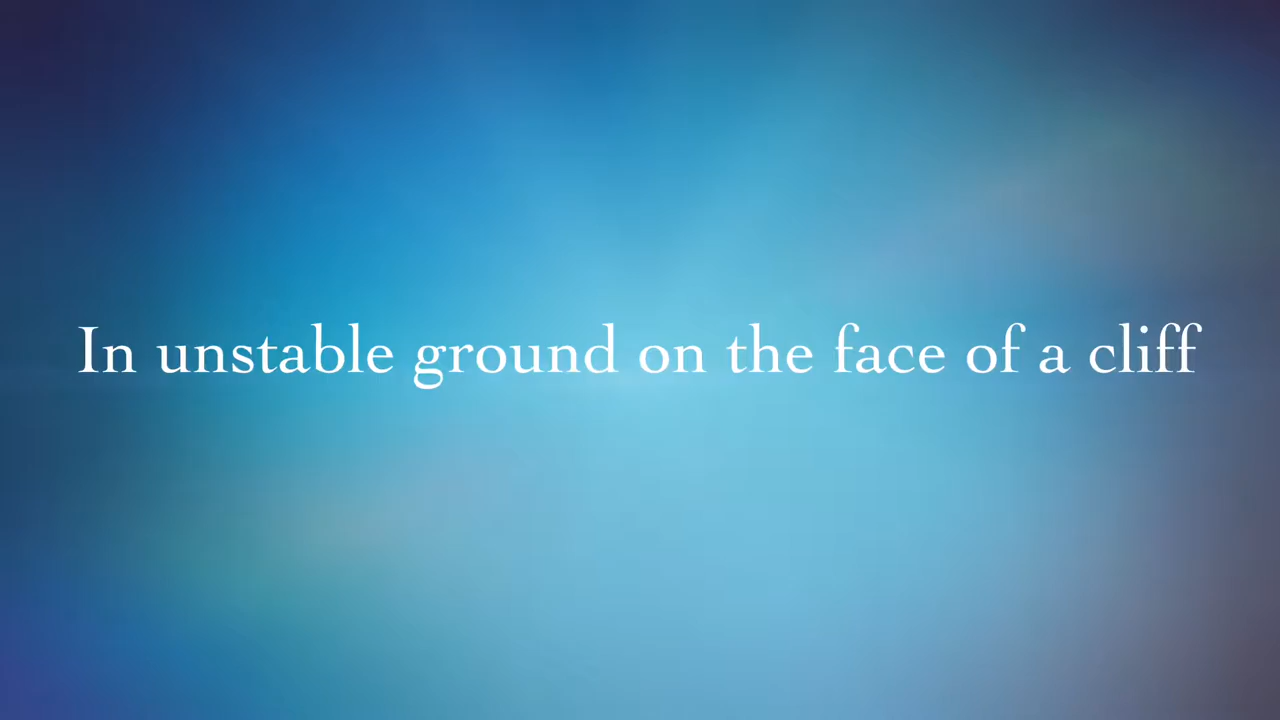 In unstable ground on the face of a cliff